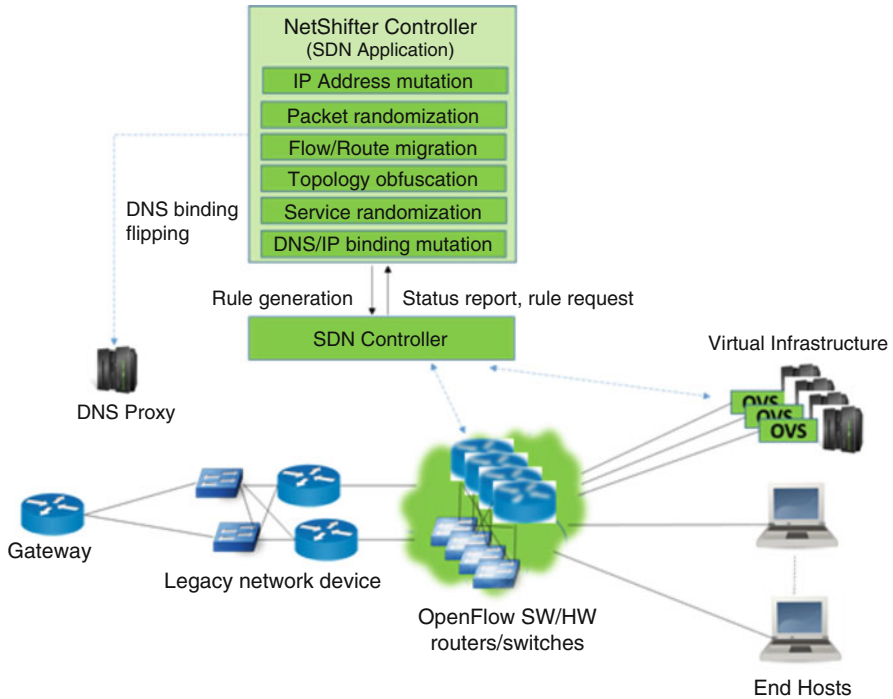 NetShifter Controller
(SDN Application)
IP Address mutation
Packet randomization
Flow/Route migration
Topology obfuscation
Service randomization
DNS/IP binding mutation
DNS binding
flipping
Rule generation
Status report, rule request
SDN Controller
Virtual Infrastructure
DNS Proxy
OVS
OVS
OVS
Gateway
Legacy network device
OpenFlow SW/HW
routers/switches
End Hosts